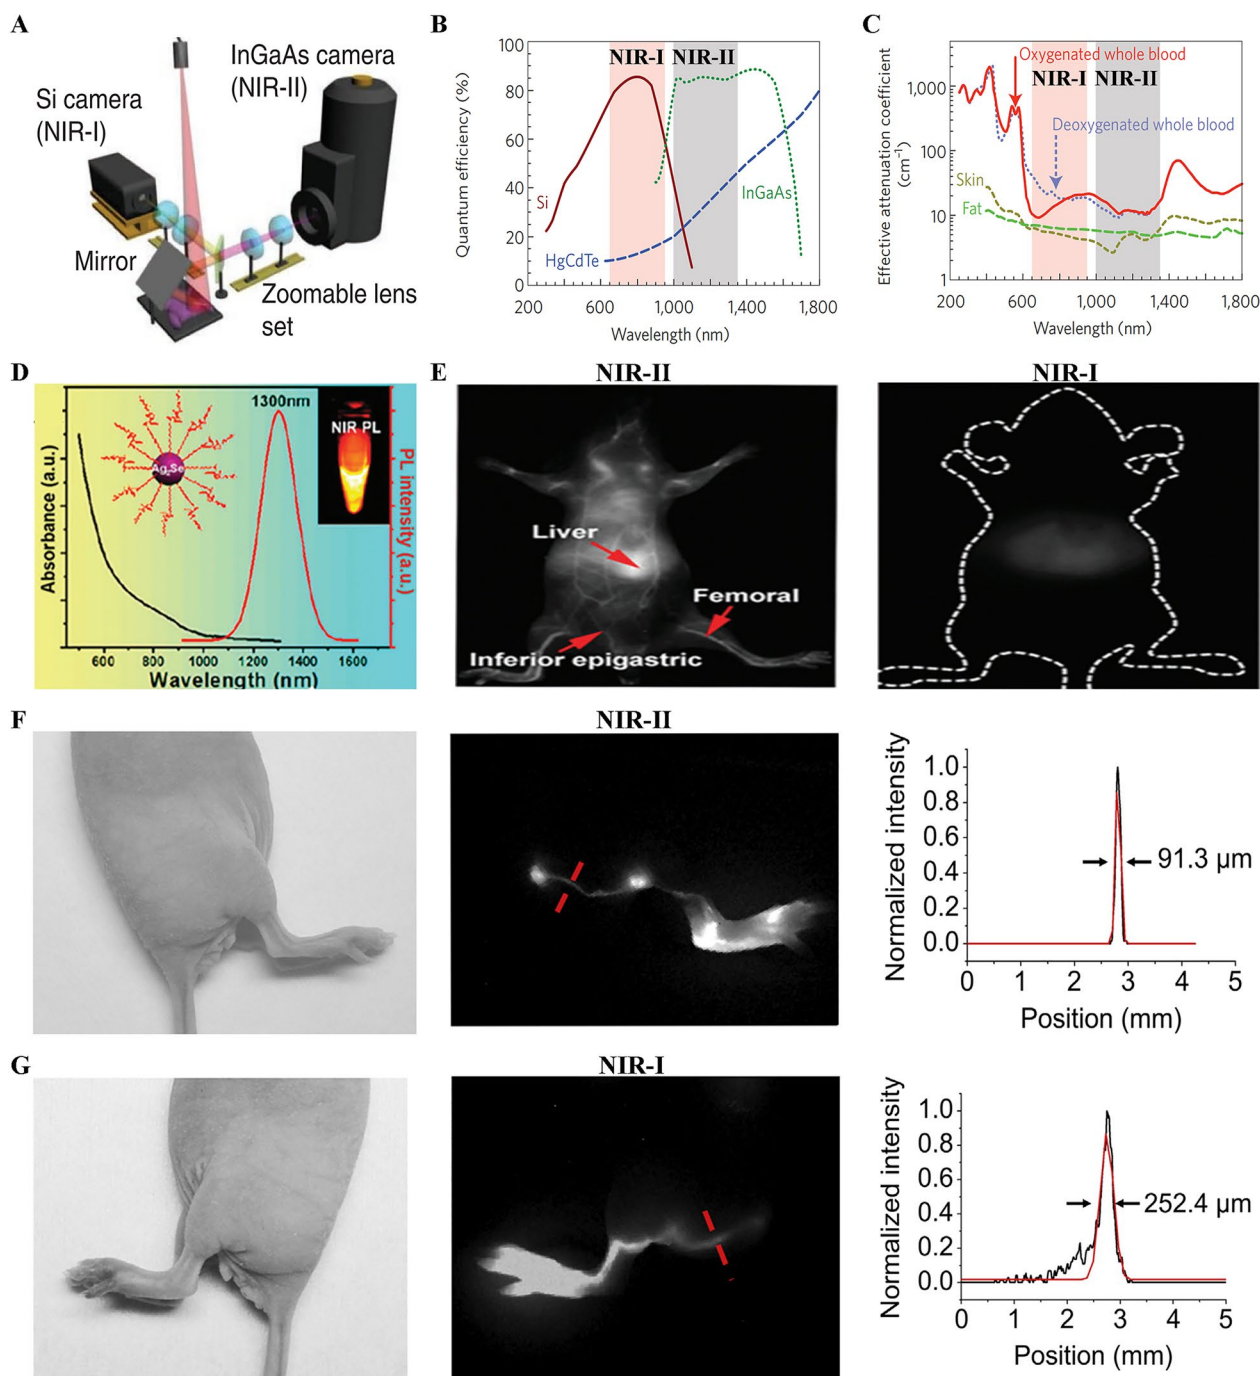 A
InGaAs camera
(NIR-II)
Si camera
(NIR-I)
Mirror
Zoomable lens
set
B
100
80
60
40
20
0
Quantum efficiency (%)
NIR-I
NIR-II
Si
InGaAs
HgCdTe
200
600
1,000
1,400
1,800
Wavelength (nm)
C
Effective attenuation coefficient
(cm⁻¹)
1,000
100
10
1
Oxygenated whole blood
NIR-I
NIR-II
Deoxygenated whole blood
Skin
Fat
200
600
1,000
1,400
1,800
Wavelength (nm)
D
Absorbance (a.u.)
Ag₂Se
1300nm
NIR PL
PL intensity (a.u.)
600
800
1000
1200
1400
1600
Wavelength (nm)
E
NIR-II
Liver
Femoral
Inferior epigastric
NIR-I
F
NIR-II
Normalized intensity
1.0
0.8
0.6
0.4
0.2
0.0
91.3 µm
0
1
2
3
4
5
Position (mm)
G
NIR-I
Normalized intensity
1.0
0.8
0.6
0.4
0.2
0.0
252.4 µm
0
1
2
3
4
5
Position (mm)